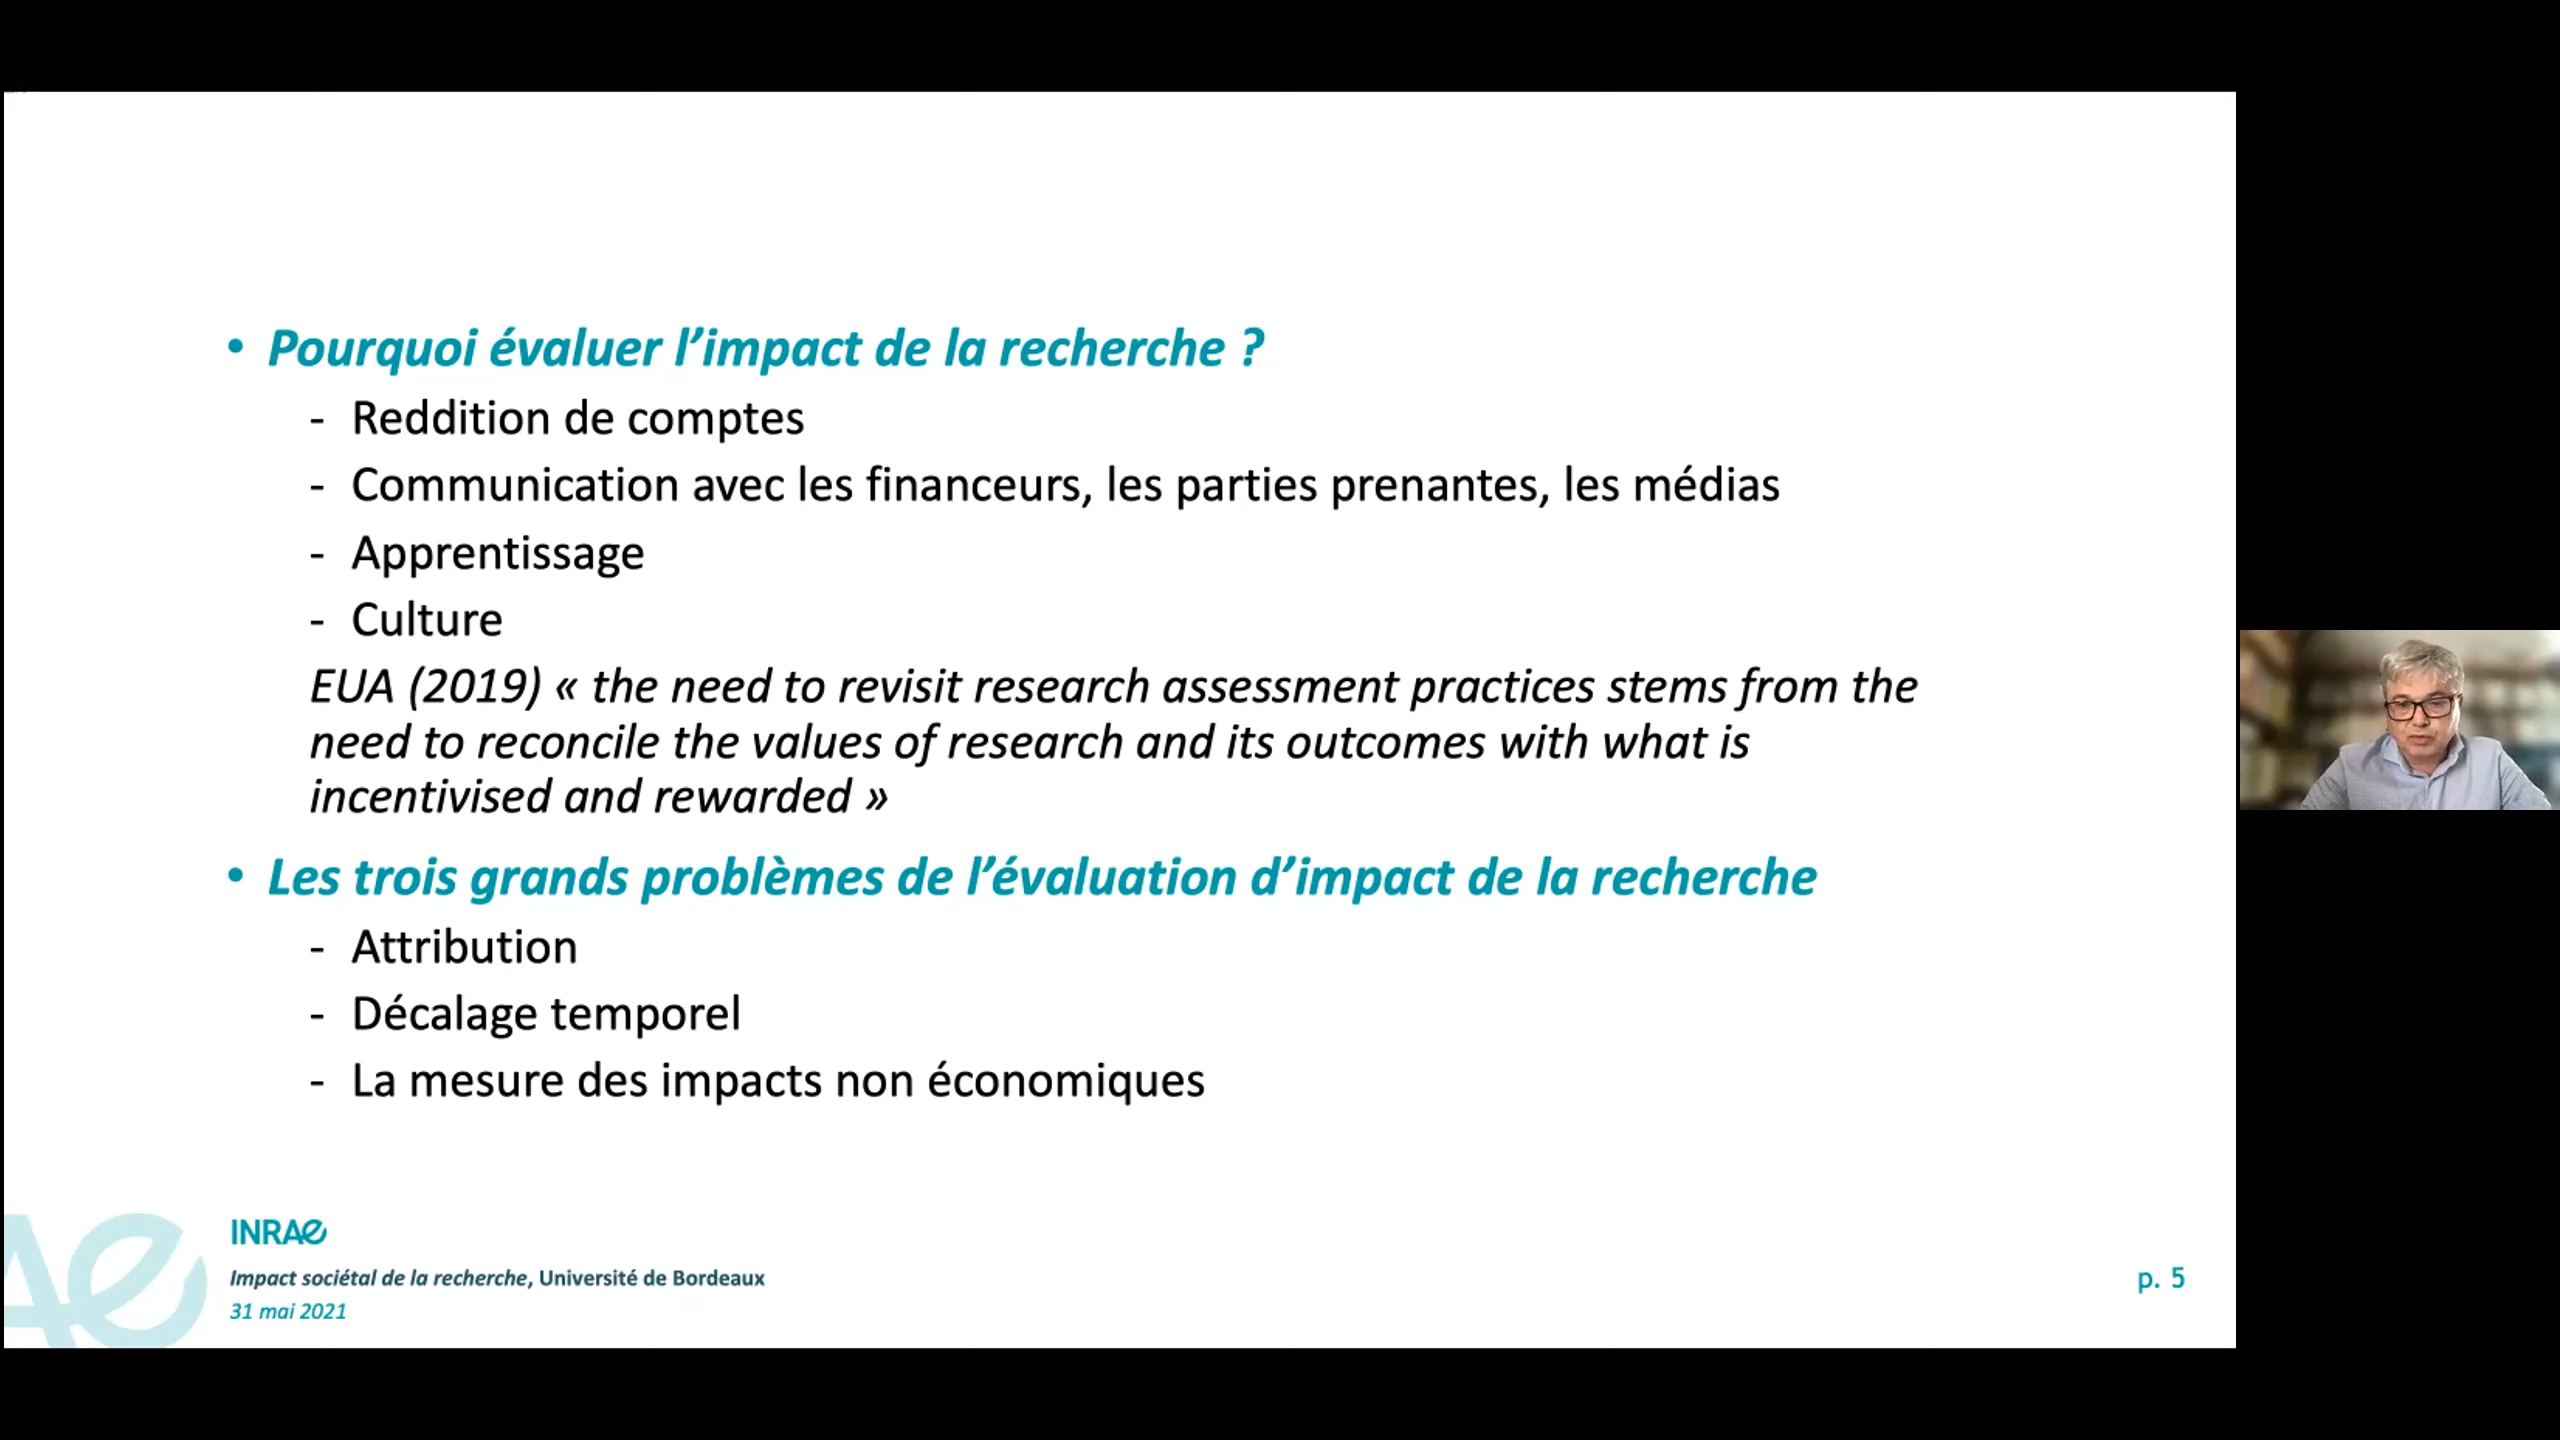 • Pourquoi évaluer l’impact de la recherche ?
- Reddition de comptes
- Communication avec les financeurs, les parties prenantes, les médias
- Apprentissage
- Culture
EUA (2019) « the need to revisit research assessment practices stems from the
need to reconcile the values of research and its outcomes with what is
incentivised and rewarded »
• Les trois grands problèmes de l’évaluation d’impact de la recherche
- Attribution
- Décalage temporel
- La mesure des impacts non économiques
INRAE
Impact sociétal de la recherche, Université de Bordeaux
31 mai 2021
p. 5